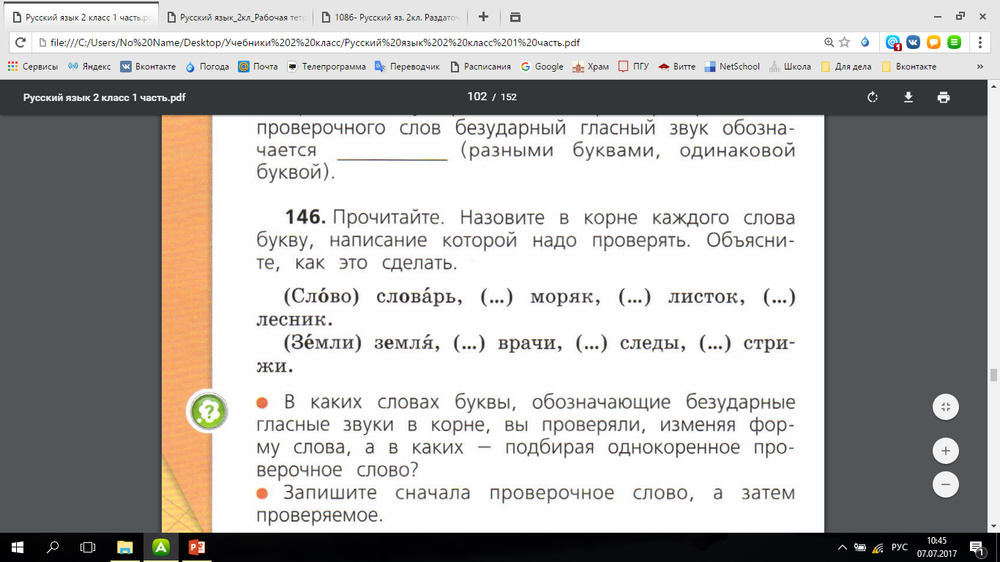 Русский язык 2 класс 1 часть.pd
Русский язык_2кл_Рабочая тет
1086- Русский яз. 2кл. Раздато
file:///C:/Users/No%20Name/Desktop/Учебники%202%20класс/Русский%20язык%202%20класс%201%20часть.pdf
Сервисы Яндекс Вконтакте Погода Почта Телепрограмма Переводчик Расписания Google Храм ПГУ Витте NetSchool Школа Для дела Вконтакте »
Русский язык 2 класс 1 часть.pdf 102 / 152
проверочного слов безударный гласный звук обозна-
чается __________ (разными буквами, одинаковой
буквой).
146. Прочитайте. Назовите в корне каждого слова
букву, написание которой надо проверять. Объясни-
те, как это сделать.
(Сло́во) слова́рь, (...) моряк, (...) листок, (...)
лесник.
(Зе́мли) земля́, (...) врачи, (...) следы, (...) стри-
жи.
? • В каких словах буквы, обозначающие безударные
гласные звуки в корне, вы проверяли, изменяя фор-
му слова, а в каких — подбирая однокоренное про-
верочное слово?
• Запишите сначала проверочное слово, а затем
проверяемое.
РУС
10:45
07.07.2017
1